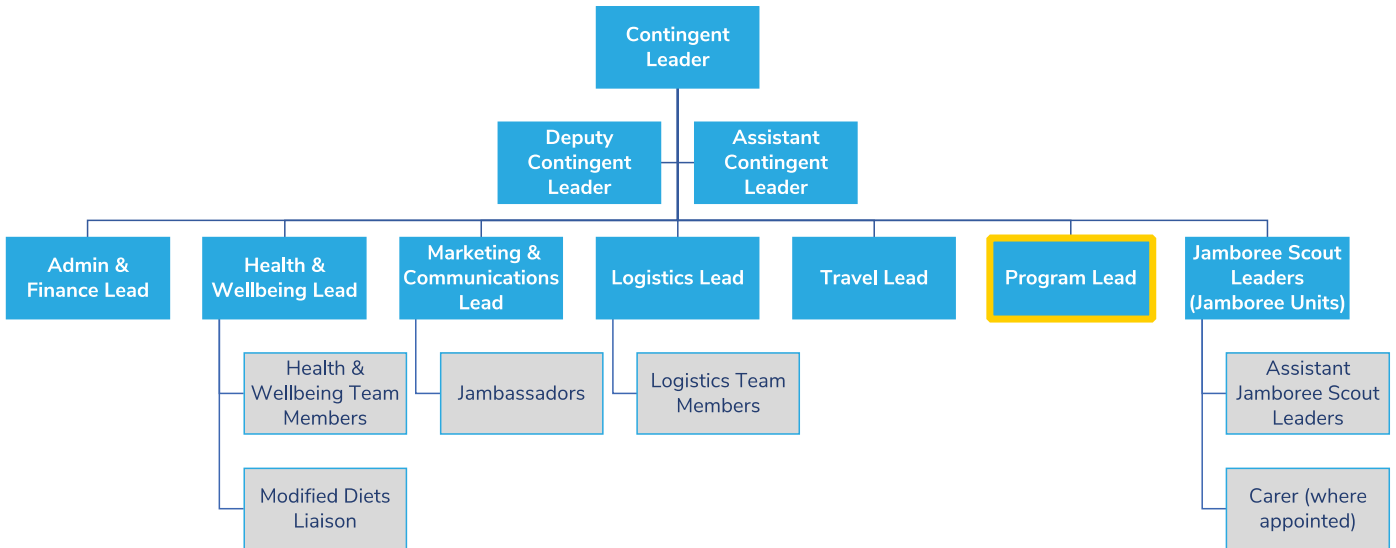 Contingent
Leader
Deputy
Contingent
Leader
Assistant
Contingent
Leader
Admin &
Finance Lead
Health &
Wellbeing Lead
Marketing &
Communications
Lead
Logistics Lead
Travel Lead
Program Lead
Jamboree Scout
Leaders
(Jamboree Units)
Health &
Wellbeing Team
Members
Jambassadors
Logistics Team
Members
Assistant
Jamboree Scout
Leaders
Modified Diets
Liaison
Carer (where
appointed)